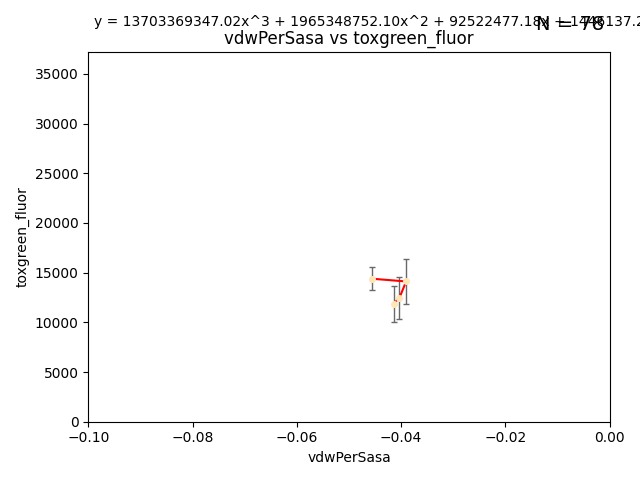 y = 13703369347.02x^3 + 1965348752.10x^2 + 92522477.18x + 1446137.2
N = 78
vdwPerSasa vs toxgreen_fluor
35000
30000
25000
20000
15000
10000
5000
0
toxgreen_fluor
−0.10 −0.08 −0.06 −0.04 −0.02 0.00
vdwPerSasa